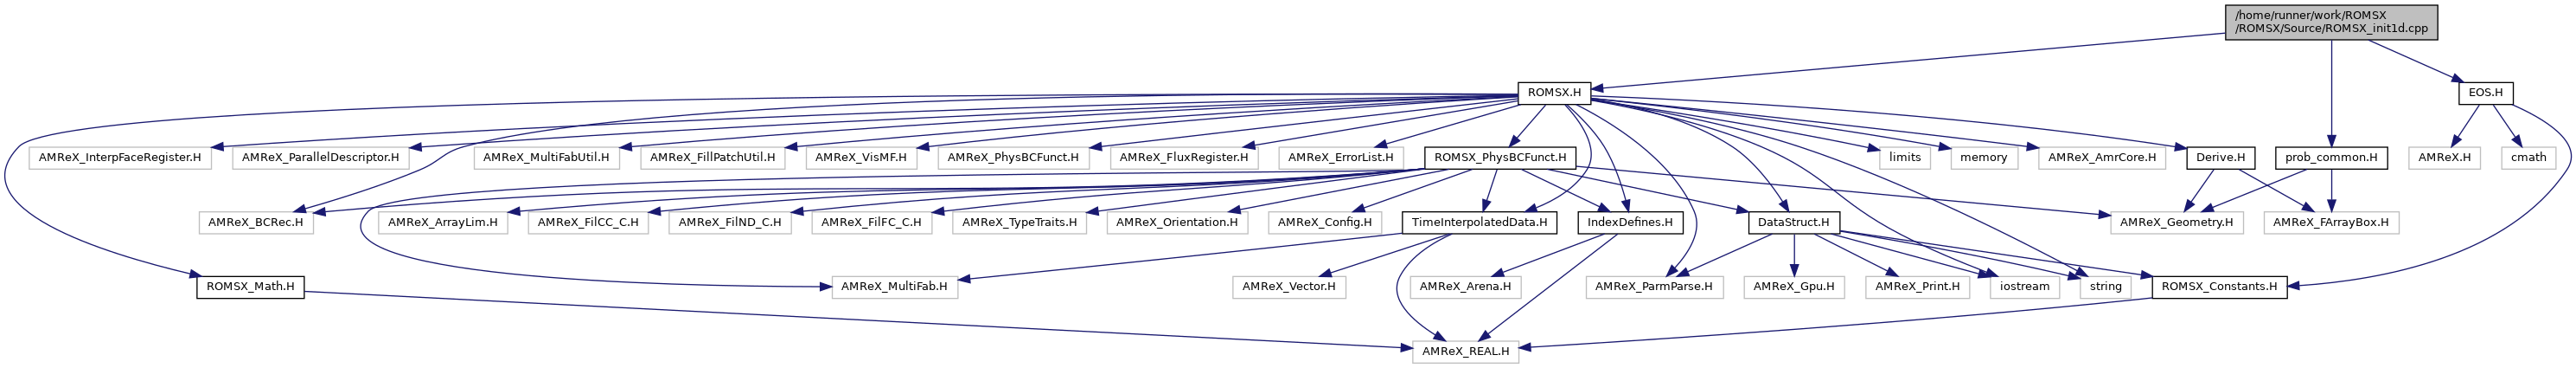 /home/runner/work/ROMSX
/ROMSX/Source/ROMSX_init1d.cpp
ROMSX.H
EOS.H
AMReX_InterpFaceRegister.H
AMReX_ParallelDescriptor.H
AMReX_MultiFabUtil.H
AMReX_FillPatchUtil.H
AMReX_VisMF.H
AMReX_PhysBCFunct.H
AMReX_FluxRegister.H
AMReX_ErrorList.H
ROMSX_PhysBCFunct.H
limits
memory
AMReX_AmrCore.H
Derive.H
prob_common.H
AMReX.H
cmath
AMReX_BCRec.H
AMReX_ArrayLim.H
AMReX_FilCC_C.H
AMReX_FilND_C.H
AMReX_FilFC_C.H
AMReX_TypeTraits.H
AMReX_Orientation.H
AMReX_Config.H
TimeInterpolatedData.H
IndexDefines.H
DataStruct.H
AMReX_Geometry.H
AMReX_FArrayBox.H
ROMSX_Math.H
AMReX_MultiFab.H
AMReX_Vector.H
AMReX_Arena.H
AMReX_ParmParse.H
AMReX_Gpu.H
AMReX_Print.H
iostream
string
ROMSX_Constants.H
AMReX_REAL.H